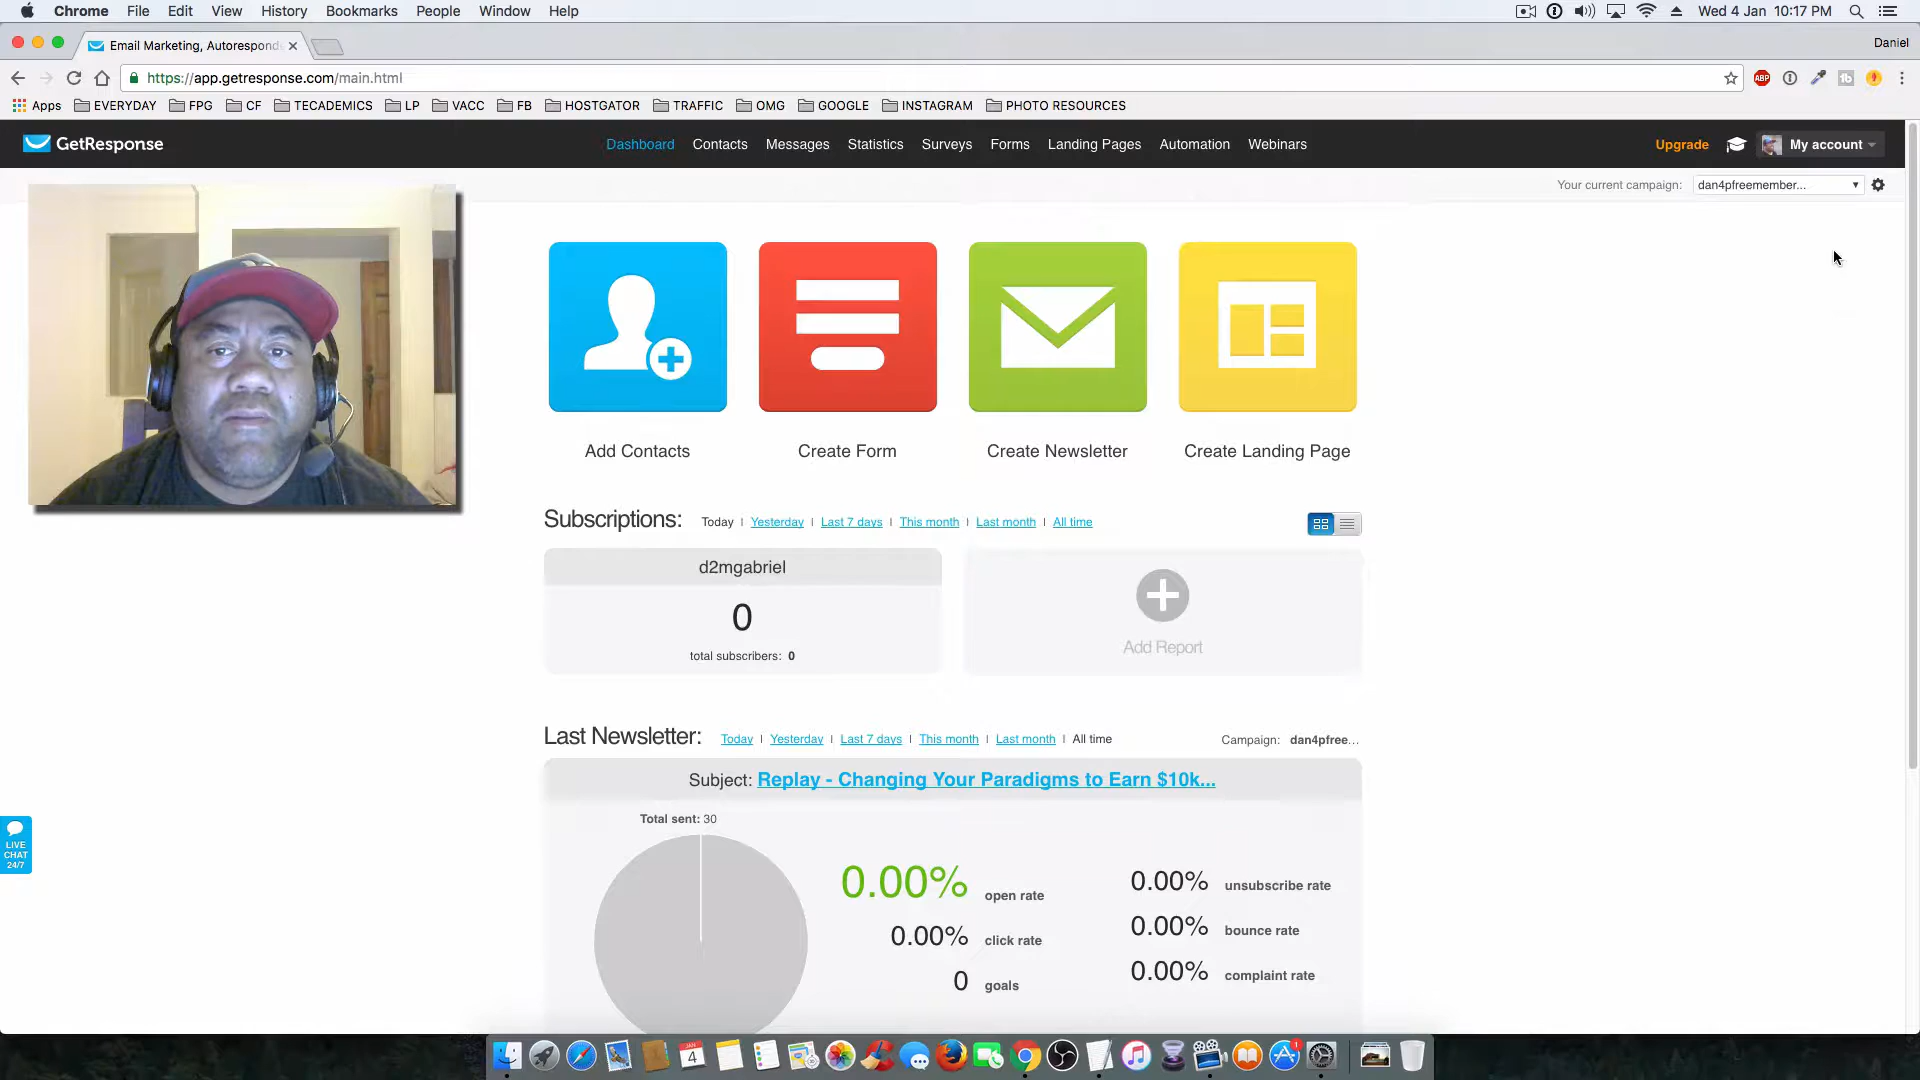 Chrome File Edit View History Bookmarks People Window Help
Wed 4 Jan 10:17 PM
Email Marketing, Autorespond
Daniel
https://app.getresponse.com/main.html
ABP
Apps EVERYDAY FPG CF TECADEMICS LP VACC FB HOSTGATOR TRAFFIC OMG GOOGLE INSTAGRAM PHOTO RESOURCES
GetResponse
Dashboard Contacts Messages Statistics Surveys Forms Landing Pages Automation Webinars
Upgrade My account
Your current campaign: dan4pfreemember...
Add Contacts Create Form Create Newsletter Create Landing Page
Subscriptions: Today | Yesterday | Last 7 days | This month | Last month | All time
d2mgabriel
0
total subscribers: 0
Add Report
Last Newsletter: Today | Yesterday | Last 7 days | This month | Last month | All time
Campaign: dan4pfree...
Subject: Replay - Changing Your Paradigms to Earn $10k...
Total sent: 30
0.00% open rate
0.00% unsubscribe rate
0.00% click rate
0.00% bounce rate
0 goals
0.00% complaint rate
LIVE
CHAT
24/7
JAN
4
1